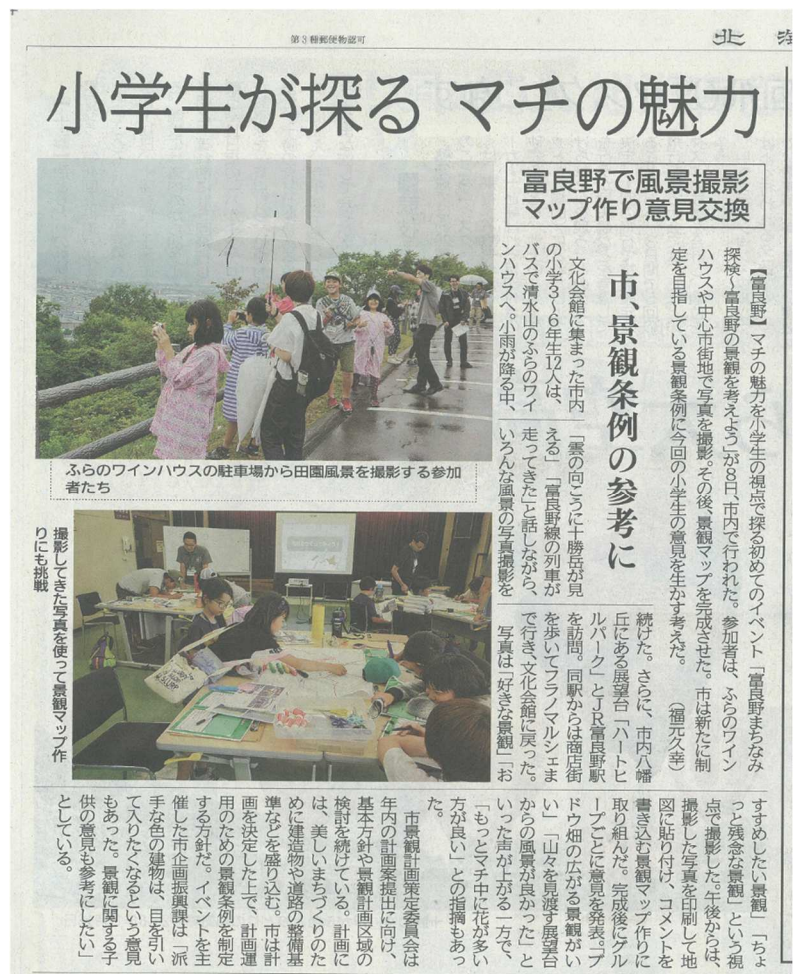 第3種郵便物認可
北
小学生が探る マチの魅力
富良野で風景撮影
マップ作り意見交換
【富良野】マチの魅力を小学生の視点で探る初めてのイベント「富良野まちなみ
探検~富良野の景観を考えよう」が8日、市内で行われた。参加者は、ふらのワイン
ハウスや中心市街地で写真を撮影。その後、景観マップを完成させた。市は新たに制
定を目指している景観条例に今回の小学生の意見を生かす考えだ。 (福元久幸)
市、景観条例の参考に
文化会館に集まった市内
の小学3~6年生12人は、
バスで清水山のふらのワイ
ンハウスへ。小雨が降る中、
「雲の向こうに十勝岳が見
える」「富良野線の列車が
走ってきた」と話しながら、
いろんな風景の写真撮影を
続けた。さらに、市内八幡
丘にある展望台「ハートヒ
ルパーク」とJR富良野駅
を訪問。同駅からは商店街
を歩いてフラノマルシェま
で行き、文化会館に戻った。
写真は「好きな景観」「お
すすめしたい景観」「ちょ
っと残念な景観」という視
点で撮影した。午後からは、
撮影した写真を印刷して地
図に貼り付け、コメントを
書き込む景観マップ作りに
取り組んだ。完成後にグル
ープごとに意見を発表。ブ
ドウ畑の広がる景観がい
い」「山々を見渡す展望台
からの風景が良かった」と
いった声が上がる一方で、
「もっとマチ中に花が多い
方が良い」との指摘もあっ
た。
市景観計画策定委員会は
年内の計画案提出に向け、
基本方針や景観計画区域の
検討を続けている。計画に
は、美しいまちづくりのた
めに建造物や道路の整備基
準などを盛り込む。市は計
画を決定した上で、計画運
用のための景観条例を制定
する方針だ。イベントを主
催した市企画振興課は「派
手な色の建物は、目を引い
て入りたくなるという意見
もあった。景観に関する子
供の意見も参考にしたい」
としている。
ふらのワインハウスの駐車場から田園風景を撮影する参加
者たち
撮影してきた写真を使って景観マップ作
りにも挑戦